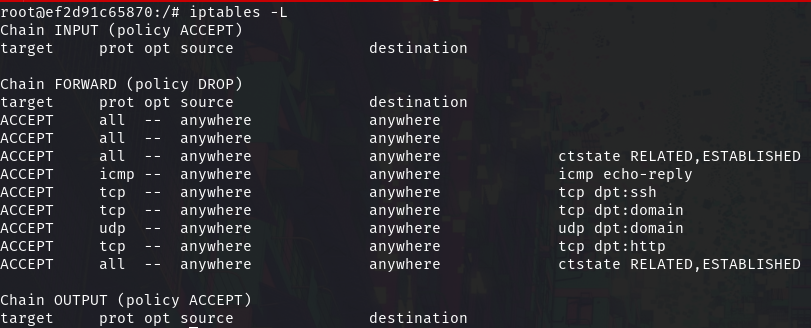 root@ef2d91c65870:/# iptables -L
Chain INPUT (policy ACCEPT)
target     prot opt source               destination

Chain FORWARD (policy DROP)
target     prot opt source               destination
ACCEPT     all  --  anywhere             anywhere
ACCEPT     all  --  anywhere             anywhere
ACCEPT     all  --  anywhere             anywhere             ctstate RELATED,ESTABLISHED
ACCEPT     icmp --  anywhere             anywhere             icmp echo-reply
ACCEPT     tcp  --  anywhere             anywhere             tcp dpt:ssh
ACCEPT     tcp  --  anywhere             anywhere             tcp dpt:domain
ACCEPT     udp  --  anywhere             anywhere             udp dpt:domain
ACCEPT     tcp  --  anywhere             anywhere             tcp dpt:http
ACCEPT     all  --  anywhere             anywhere             ctstate RELATED,ESTABLISHED

Chain OUTPUT (policy ACCEPT)
target     prot opt source               destination